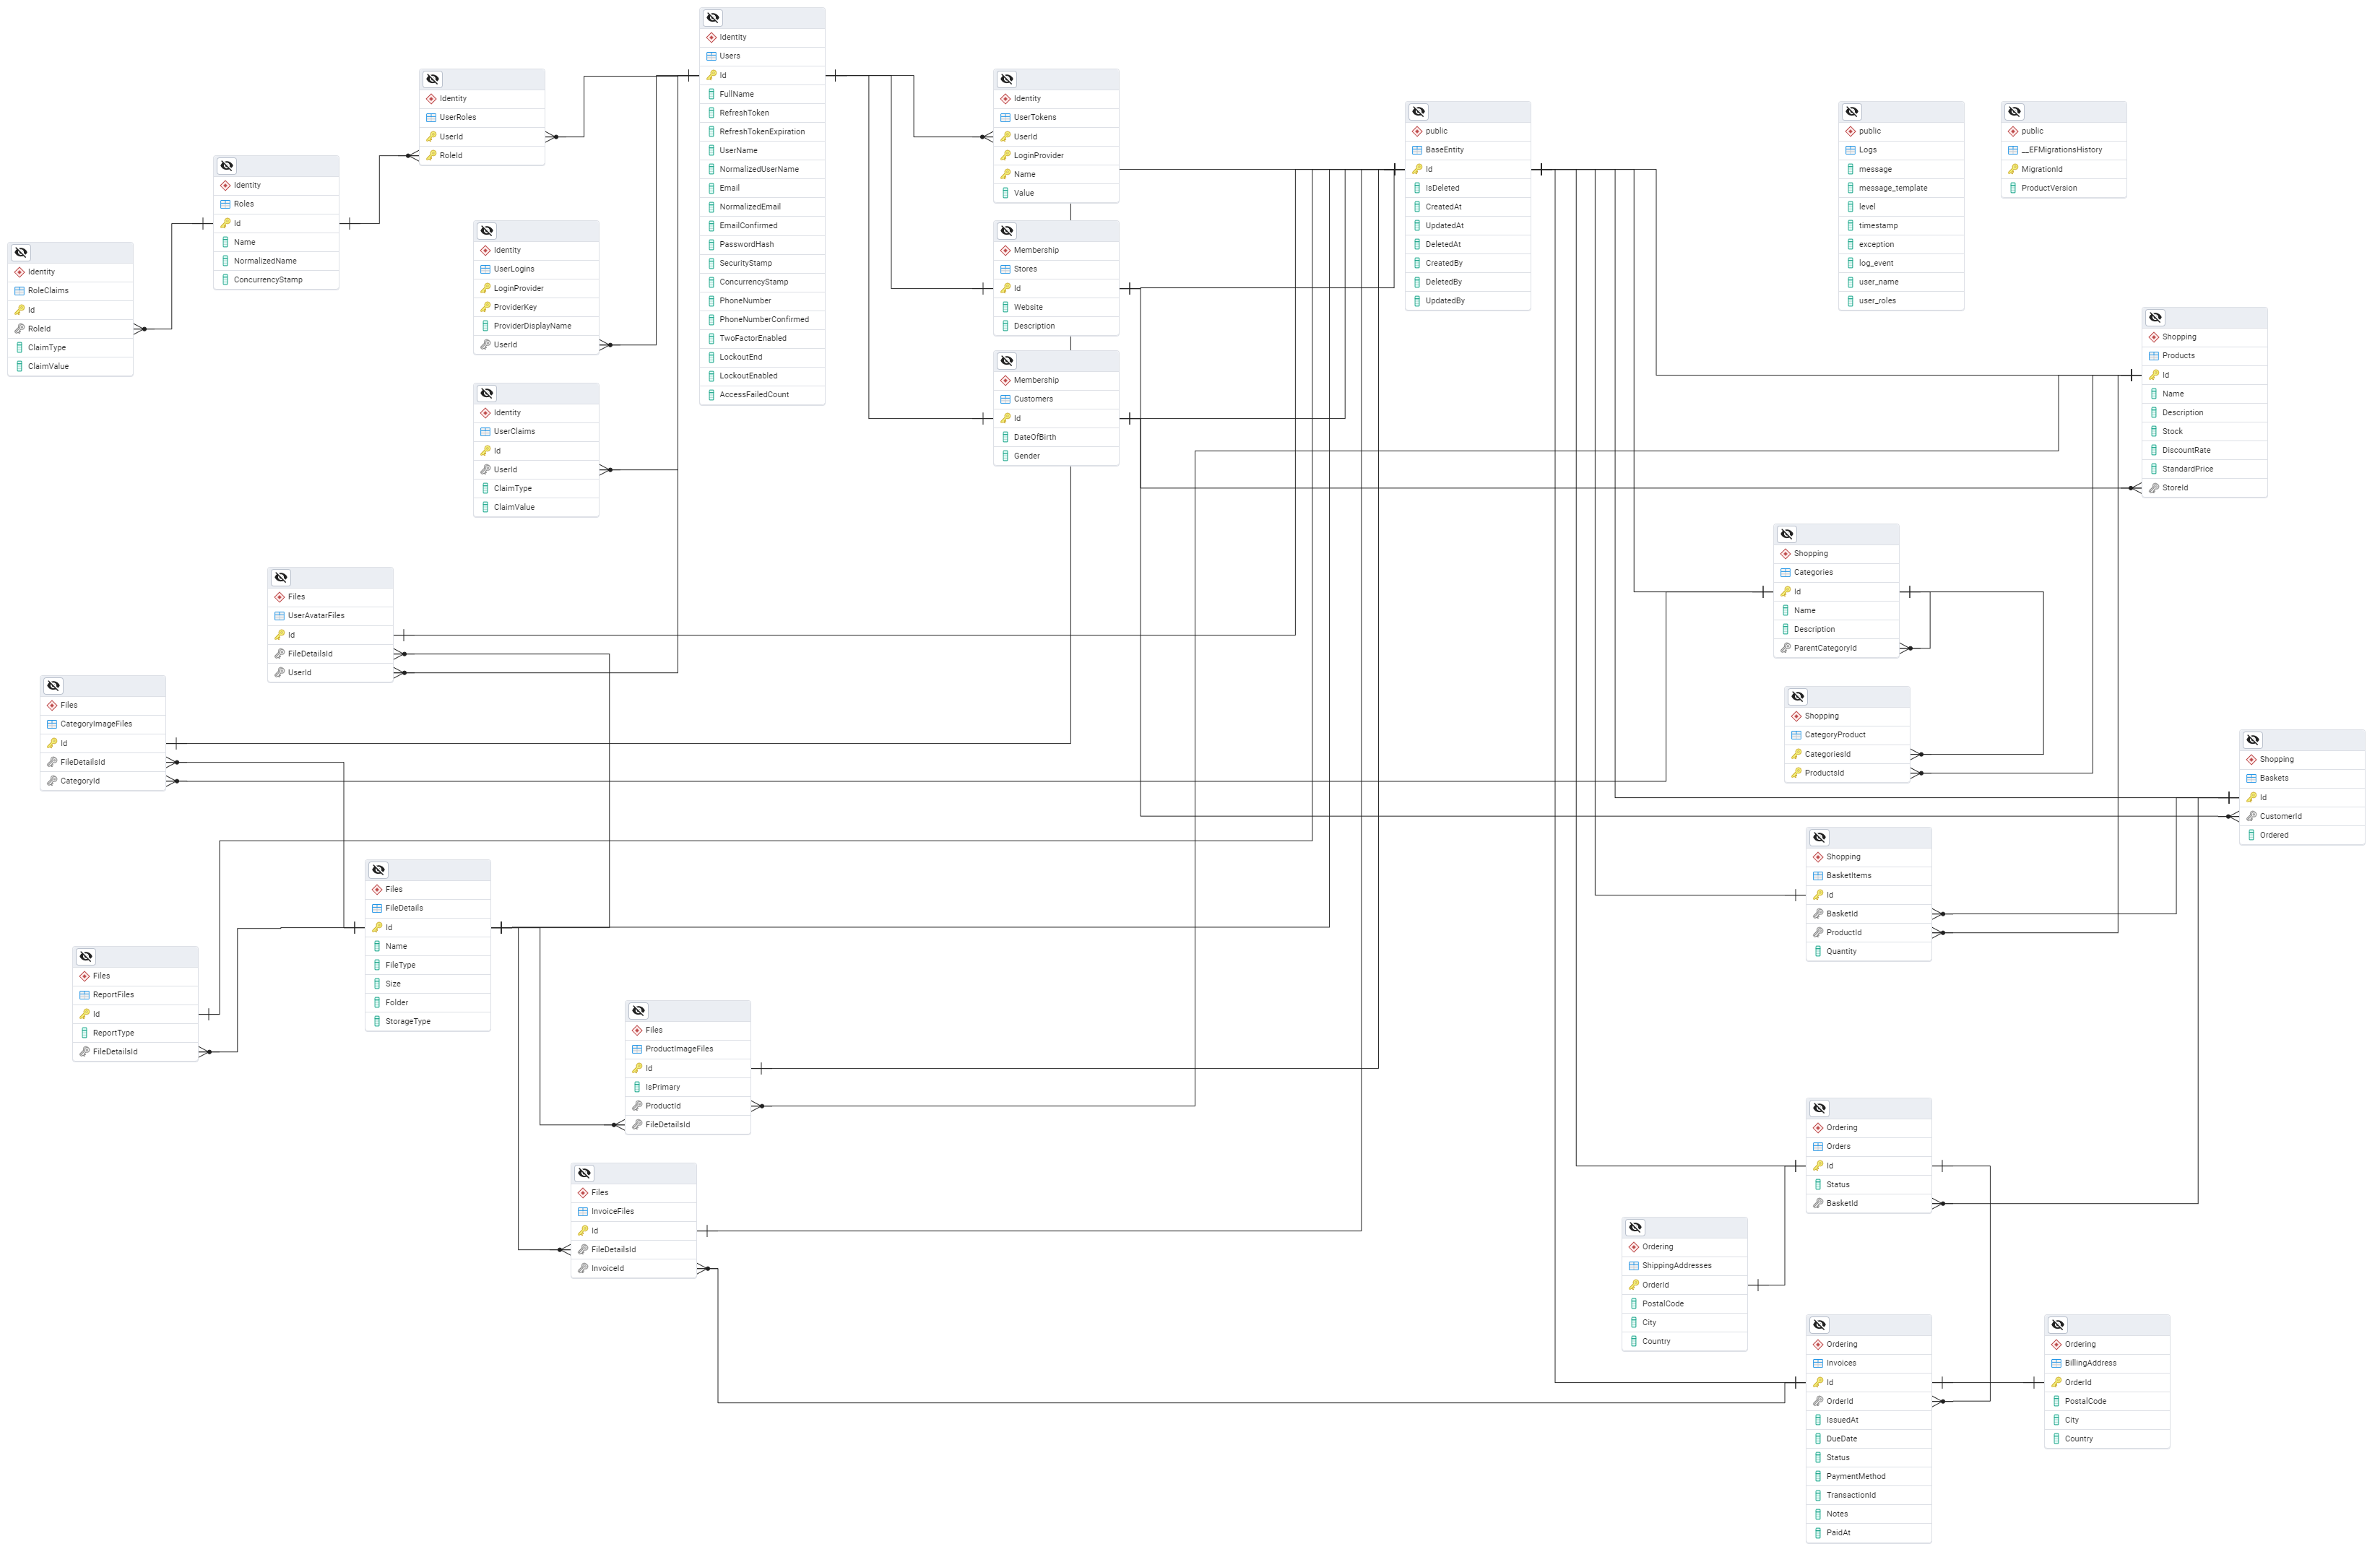 Identity
Users
Id
FullName
RefreshToken
RefreshTokenExpiration
UserName
NormalizedUserName
Email
NormalizedEmail
EmailConfirmed
PasswordHash
SecurityStamp
ConcurrencyStamp
PhoneNumber
PhoneNumberConfirmed
TwoFactorEnabled
LockoutEnd
LockoutEnabled
AccessFailedCount
Identity
UserRoles
UserId
RoleId
Identity
Roles
Id
Name
NormalizedName
ConcurrencyStamp
Identity
RoleClaims
Id
RoleId
ClaimType
ClaimValue
Identity
UserLogins
LoginProvider
ProviderKey
ProviderDisplayName
UserId
Identity
UserClaims
Id
UserId
ClaimType
ClaimValue
Identity
UserTokens
UserId
LoginProvider
Name
Value
Membership
Stores
Id
Website
Description
Membership
Customers
Id
DateOfBirth
Gender
public
BaseEntity
Id
IsDeleted
CreatedAt
UpdatedAt
DeletedAt
CreatedBy
DeletedBy
UpdatedBy
public
Logs
message
message_template
level
timestamp
exception
log_event
user_name
user_roles
public
__EFMigrationsHistory
MigrationId
ProductVersion
Shopping
Products
Id
Name
Description
Stock
DiscountRate
StandardPrice
StoreId
Shopping
Categories
Id
Name
Description
ParentCategoryId
Shopping
CategoryProduct
CategoriesId
ProductsId
Shopping
Baskets
Id
CustomerId
Ordered
Shopping
BasketItems
Id
BasketId
ProductId
Quantity
Files
UserAvatarFiles
Id
FileDetailsId
UserId
Files
CategoryImageFiles
Id
FileDetailsId
CategoryId
Files
FileDetails
Id
Name
FileType
Size
Folder
StorageType
Files
ReportFiles
Id
ReportType
FileDetailsId
Files
ProductImageFiles
Id
IsPrimary
ProductId
FileDetailsId
Files
InvoiceFiles
Id
FileDetailsId
InvoiceId
Ordering
Orders
Id
Status
BasketId
Ordering
ShippingAddresses
OrderId
PostalCode
City
Country
Ordering
Invoices
Id
OrderId
IssuedAt
DueDate
Status
PaymentMethod
TransactionId
Notes
PaidAt
Ordering
BillingAddress
OrderId
PostalCode
City
Country